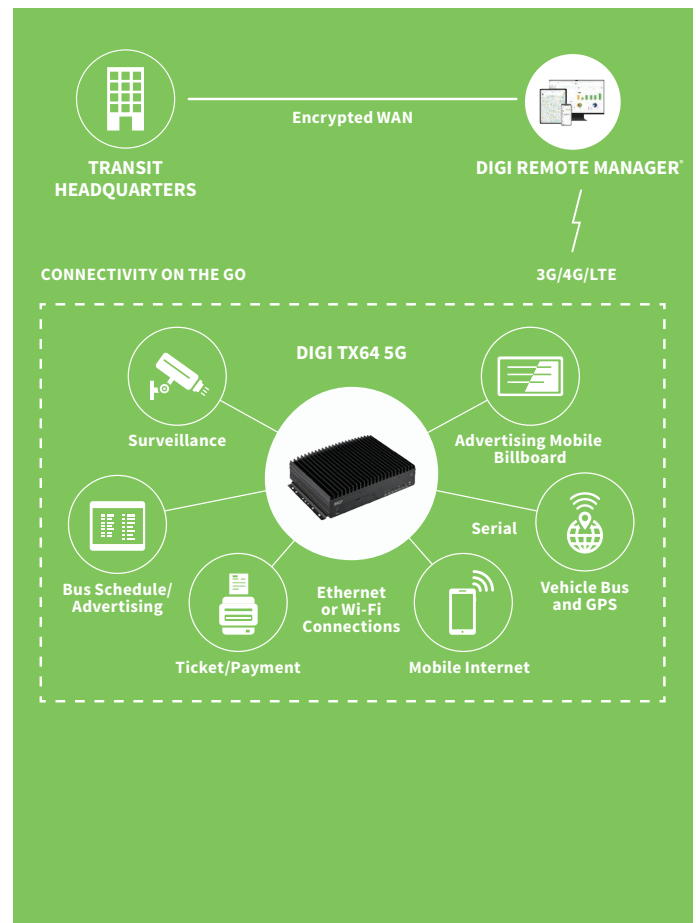 Encrypted WAN
TRANSIT
HEADQUARTERS
DIGI REMOTE MANAGER®
CONNECTIVITY ON THE GO
3G/4G/LTE
DIGI TX64 5G
Surveillance
Advertising Mobile
Billboard
Serial
Bus Schedule/
Advertising
Ethernet
or Wi-Fi
Connections
Vehicle Bus
and GPS
Ticket/Payment
Mobile Internet